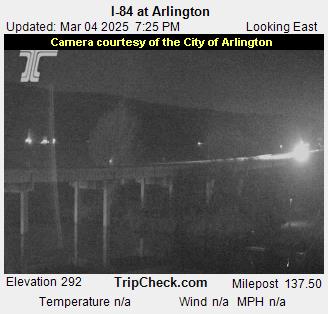 I-84 at Arlington
Updated: Mar 04 2025 7:25 PM Looking East
Camera courtesy of the City of Arlington
Elevation 292 TripCheck.com Milepost 137.50
Temperature n/a Wind n/a MPH n/a